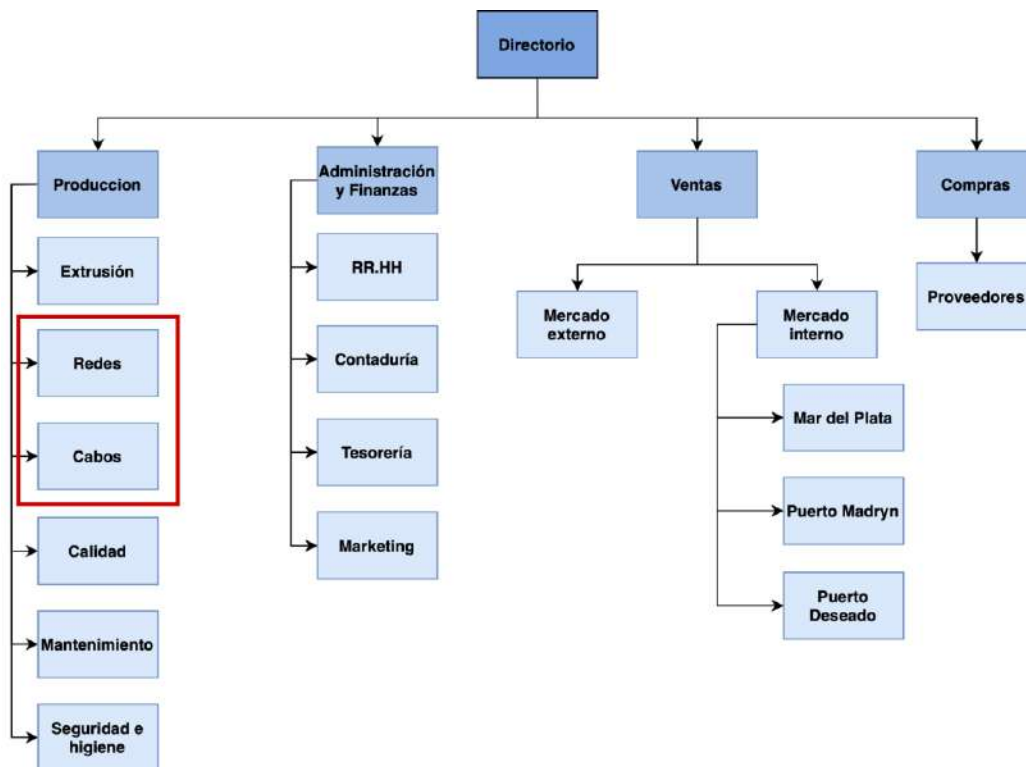 Directorio
Produccion
Administración
y Finanzas
Ventas
Compras
Extrusión
Redes
Cabos
Calidad
Mantenimiento
Seguridad e
higiene
RR.HH
Contaduría
Tesorería
Marketing
Mercado
externo
Mercado
interno
Mar del Plata
Puerto Madryn
Puerto
Deseado
Proveedores